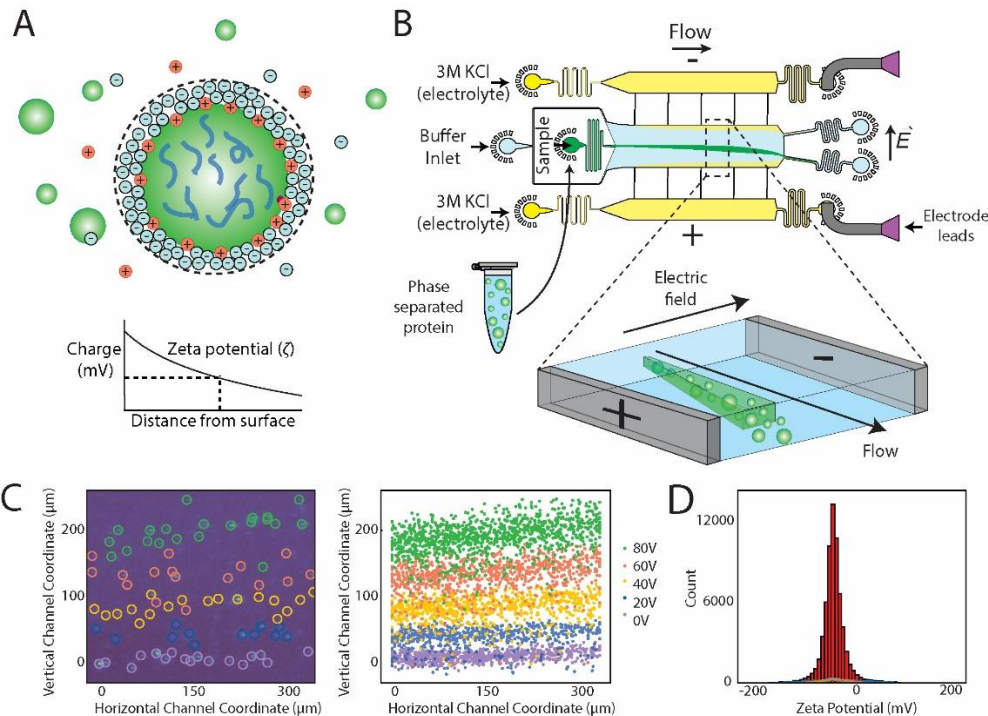 A
Charge
(mV)
Zeta potential (ζ)
Distance from surface
B
Flow
-
3M KCl
(electrolyte)
Buffer
Inlet
Sample
E
3M KCl
(electrolyte)
+
Electrode
leads
Phase
separated
protein
Electric
field
+
-
Flow
C
Vertical Channel Coordinate (μm)
200
100
0
0
150
300
Horizontal Channel Coordinate (μm)
Vertical Channel Coordinate (μm)
200
100
0
0
150
300
Horizontal Channel Coordinate (μm)
80V
60V
40V
20V
0V
D
Count
12000
6000
0
-200
0
200
Zeta Potential (mV)